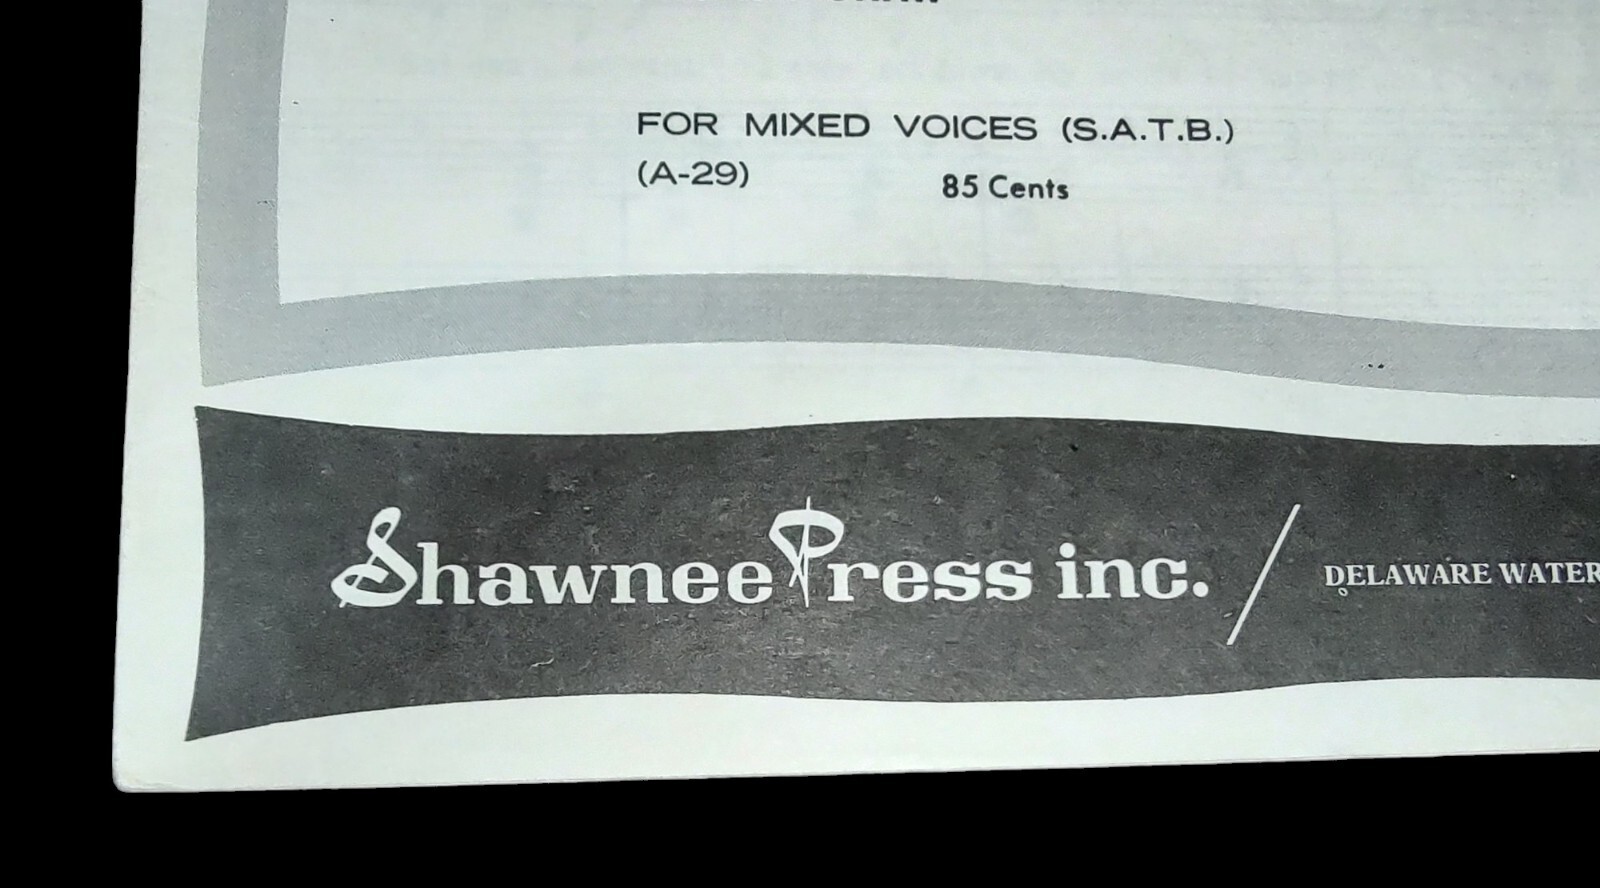 FOR MIXED VOICES (S.A.T.B.)
(A-29) 85 Cents
Shawnee Press inc. / DELAWARE WATER